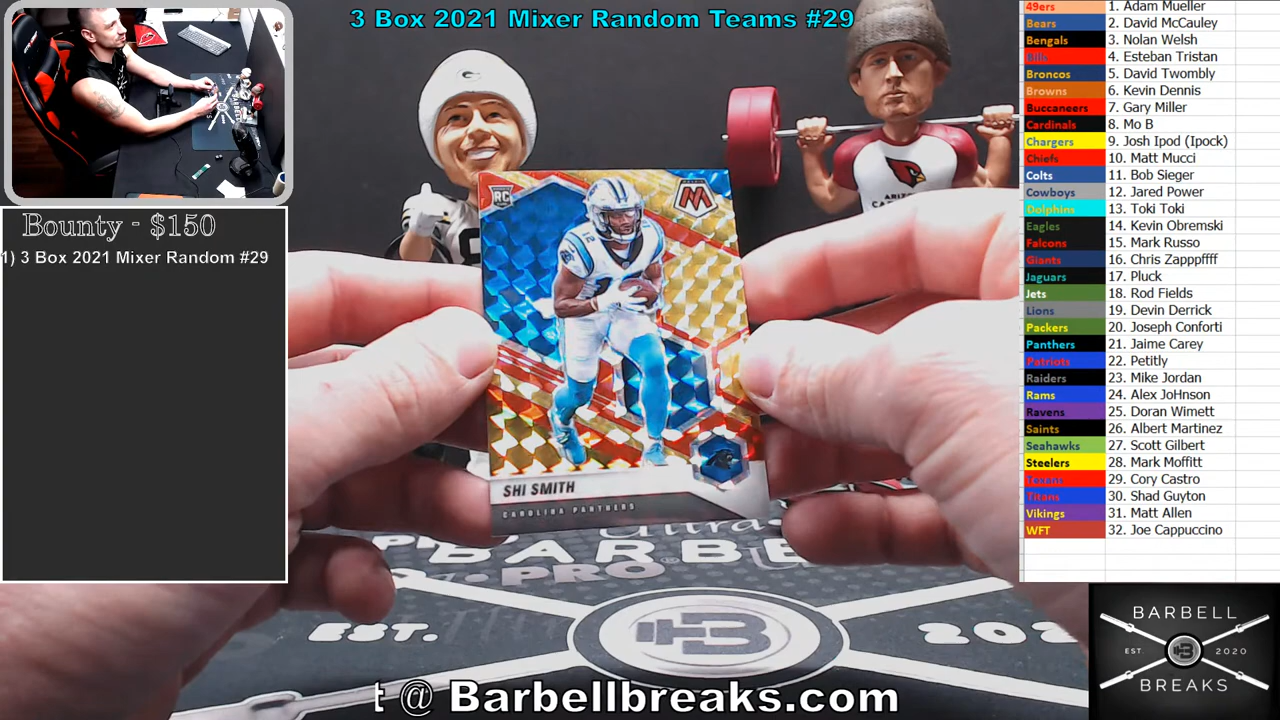 3 Box 2021 Mixer Random Teams #29
Bounty - $150
1) 3 Box 2021 Mixer Random #29
49ers 1. Adam Mueller
Bears 2. David McCauley
Bengals 3. Nolan Welsh
Bills 4. Esteban Tristan
Broncos 5. David Twombly
Browns 6. Kevin Dennis
Buccaneers 7. Gary Miller
Cardinals 8. Mo B
Chargers 9. Josh Ipod (Ipock)
Chiefs 10. Matt Mucci
Colts 11. Bob Sieger
Cowboys 12. Jared Power
Dolphins 13. Toki Toki
Eagles 14. Kevin Obremski
Falcons 15. Mark Russo
Giants 16. Chris Zapppffff
Jaguars 17. Pluck
Jets 18. Rod Fields
Lions 19. Devin Derrick
Packers 20. Joseph Conforti
Panthers 21. Jaime Carey
Patriots 22. Petitly
Raiders 23. Mike Jordan
Rams 24. Alex JoHnson
Ravens 25. Doran Wimett
Saints 26. Albert Martinez
Seahawks 27. Scott Gilbert
Steelers 28. Mark Moffitt
Texans 29. Cory Castro
Titans 30. Shad Guyton
Vikings 31. Matt Allen
WFT 32. Joe Cappuccino
RC
M
G
12
SHI SMITH
CAROLINA PANTHERS
BARBE
PRO
EST.
202
BARBELL
EST. 2020
BREAKS
t @ Barbellbreaks.com